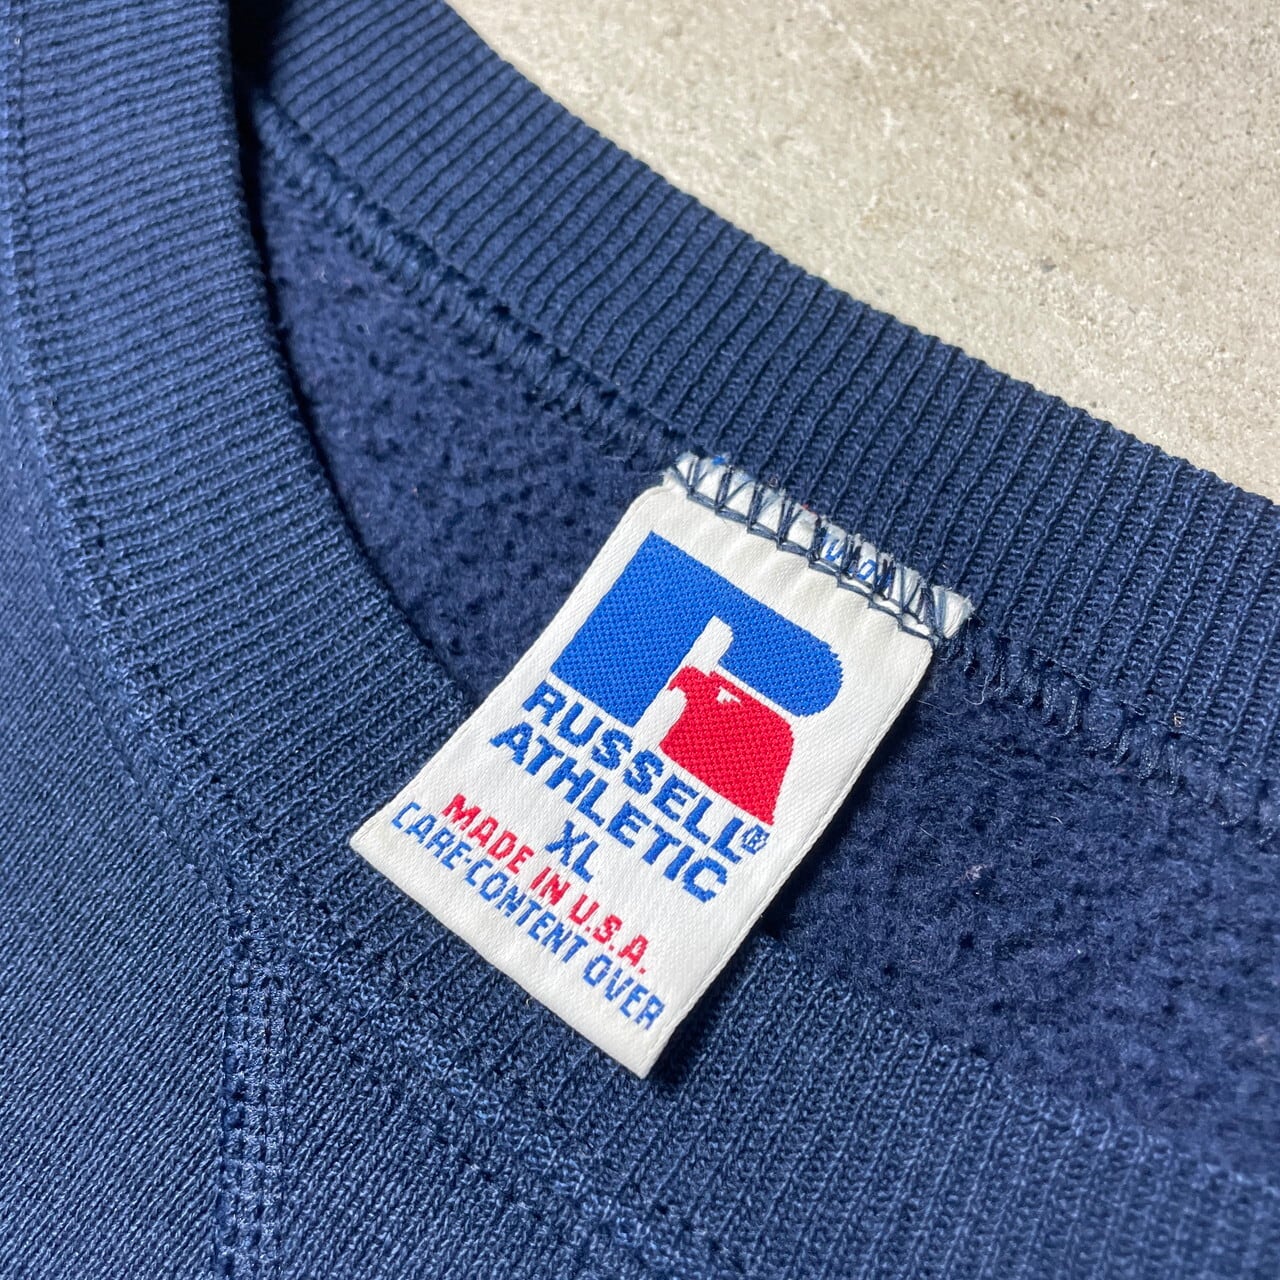 RUSSELL®
ATHLETIC
XL
MADE IN U.S.A.
CARE-CONTENT OVER